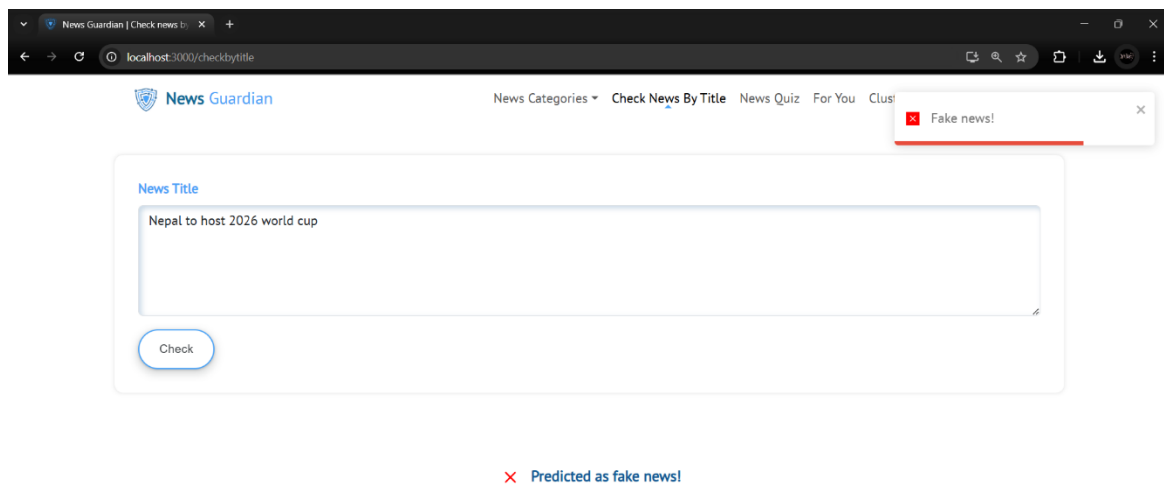 News Guardian | Check news by
localhost:3000/checkbytitle
News Guardian
News Categories Check News By Title News Quiz For You Clus
Fake news!
News Title
Nepal to host 2026 world cup
Check
Predicted as fake news!